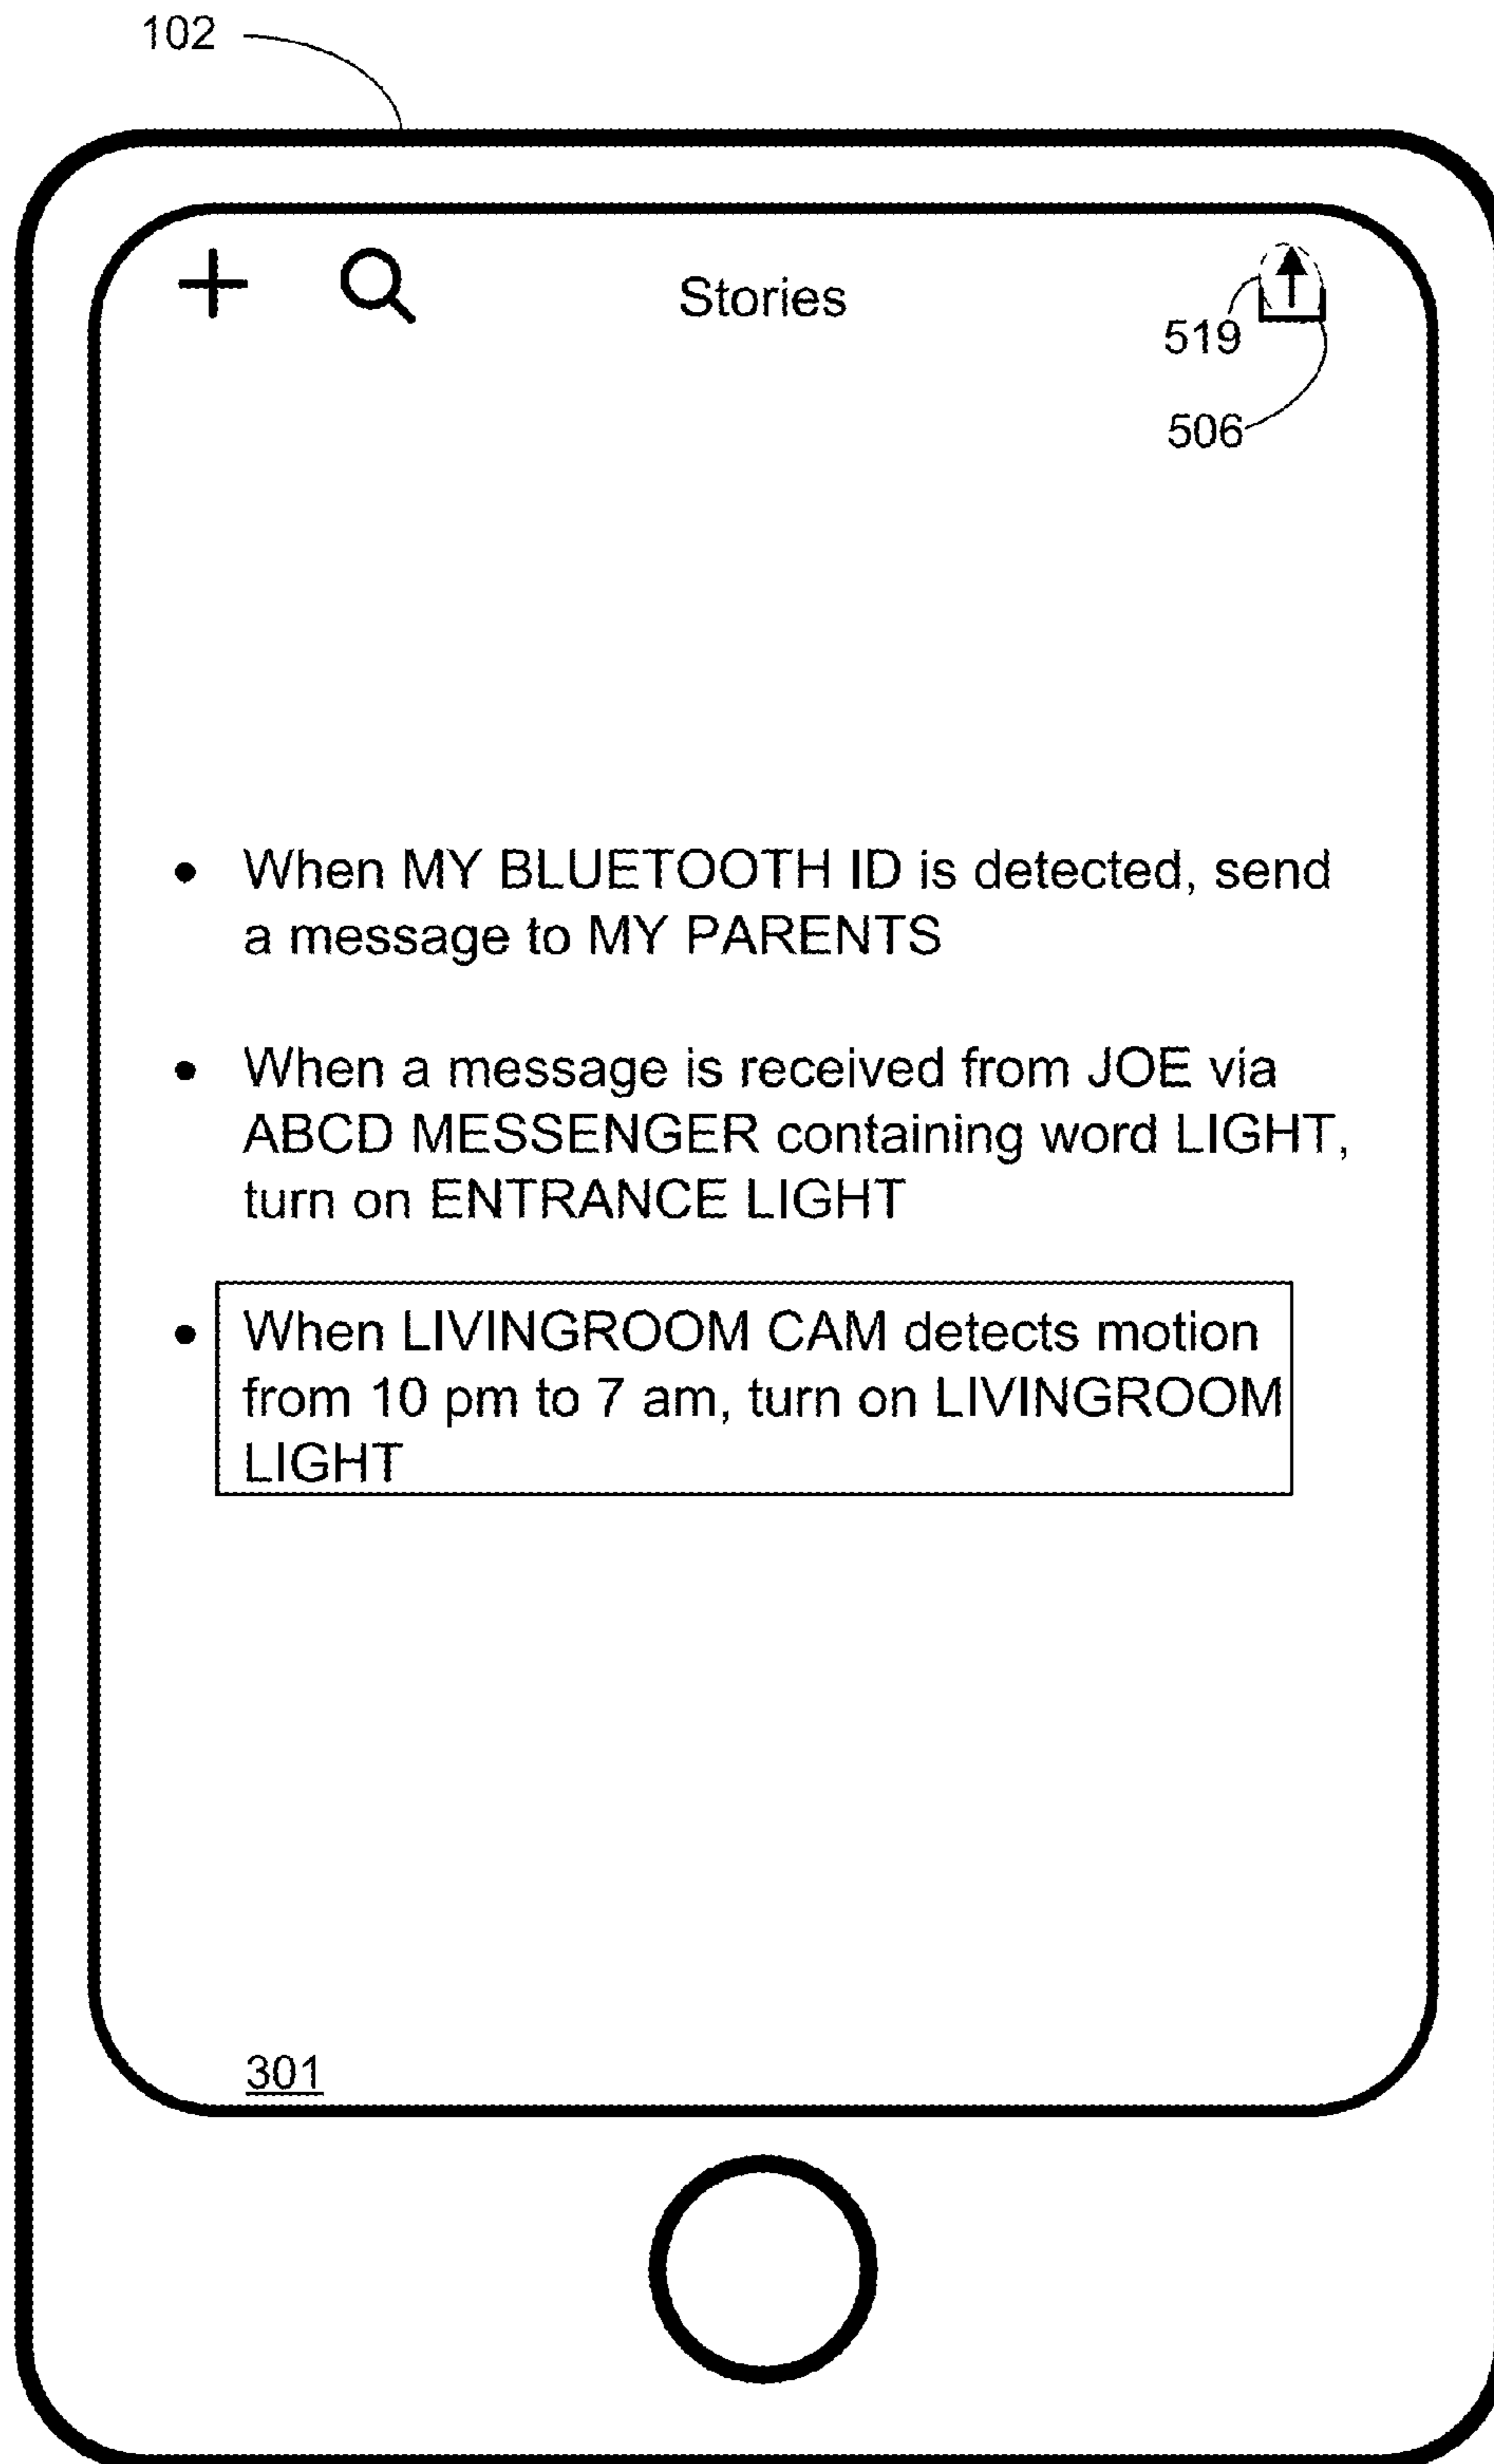 102
Stories
519
506
• When MY BLUETOOTH ID is detected, send
a message to MY PARENTS
• When a message is received from JOE via
ABCD MESSENGER containing word LIGHT,
turn on ENTRANCE LIGHT
• When LIVINGROOM CAM detects motion
from 10 pm to 7 am, turn on LIVINGROOM
LIGHT
301